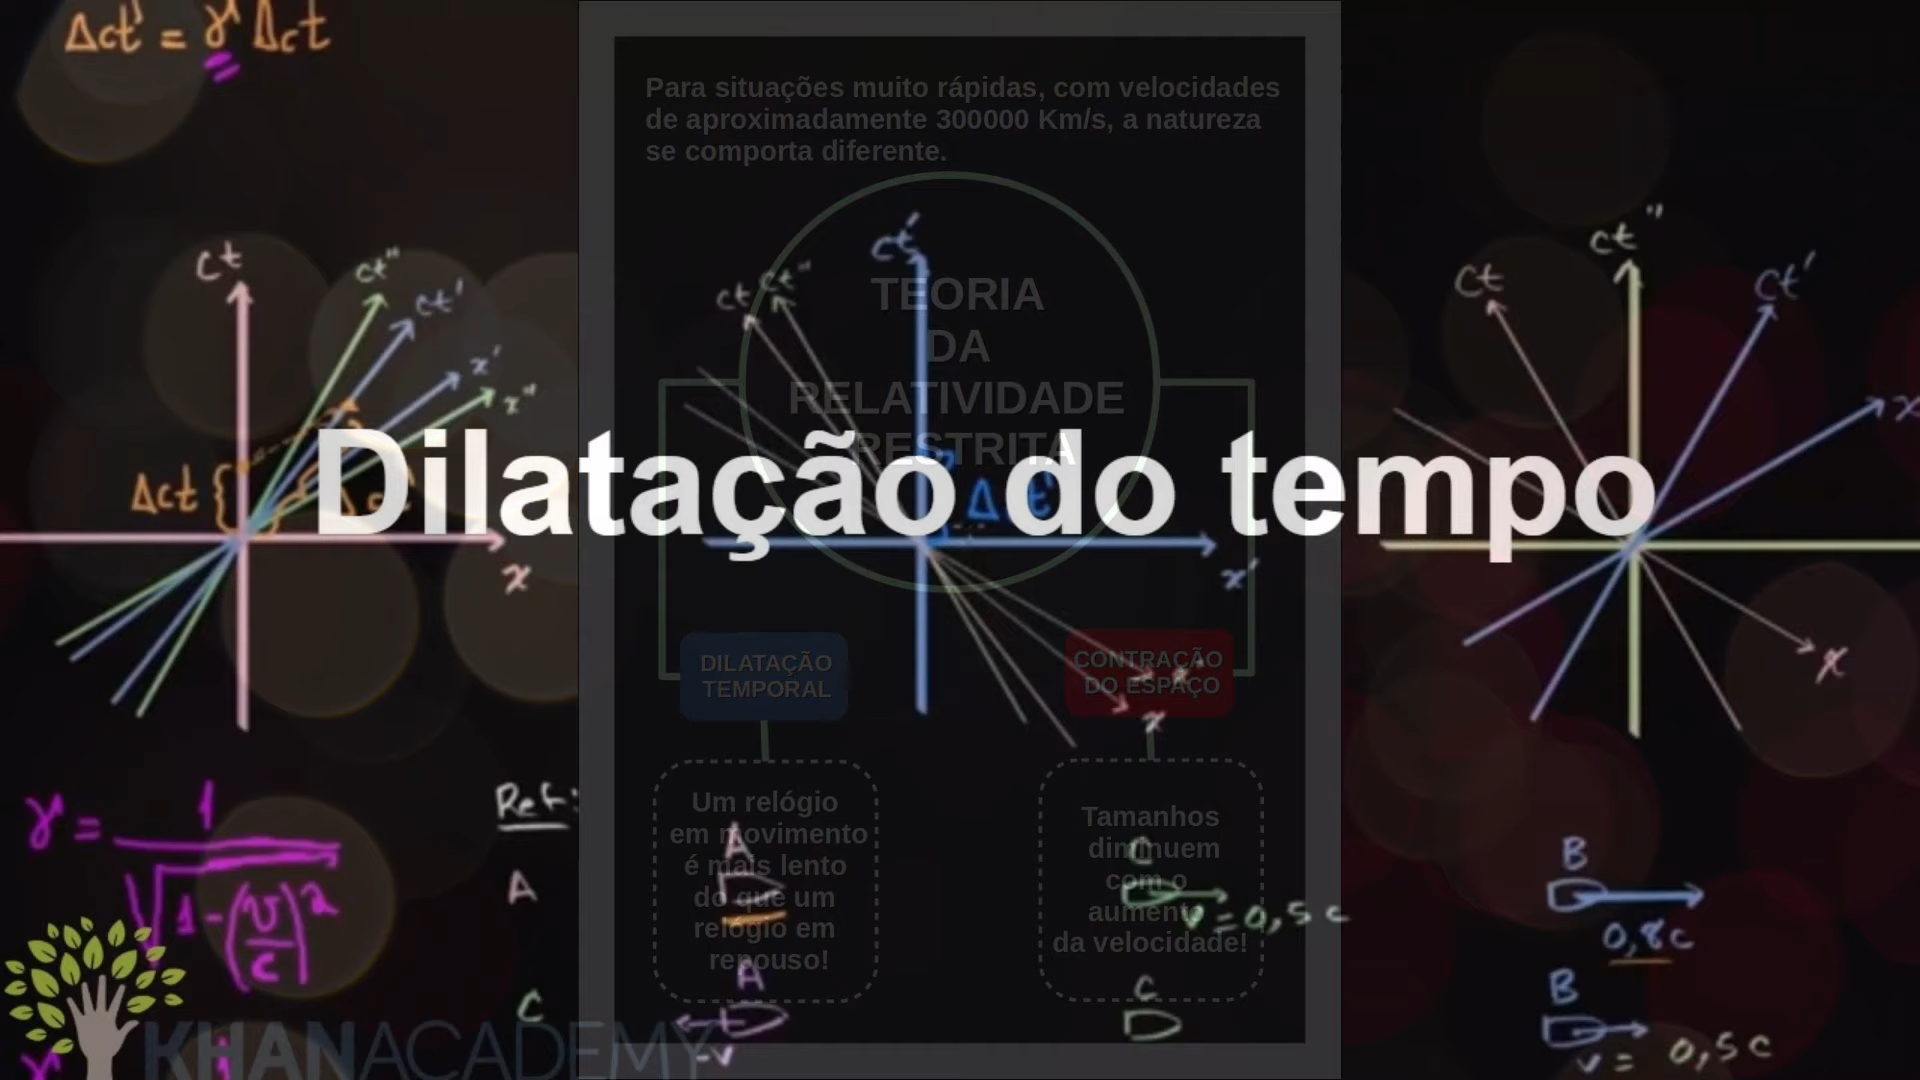 Δct' = γ Δct
Para situações muito rápidas, com velocidades
de aproximadamente 300000 Km/s, a natureza
se comporta diferente.
ct
ct''
ct'
x'
x''
Δct
x
ct'
ct
ct''
TEORIA
DA
RELATIVIDADE
RESTRITA
x'
x
ct''
ct
ct'
x
Dilatação do tempo
DILATAÇÃO
TEMPORAL
CONTRAÇÃO
DO ESPAÇO
Um relógio
em movimento
é mais lento
do que um
relógio em
repouso!
Tamanhos
diminuem
com o
aumento
da velocidade!
γ = 1 / √1-(v/c)²
Ref:
A
A
C
v=0,5c
B
0,8c
C
A
-v
C
B
v = 0,5c
KHANACADEMY